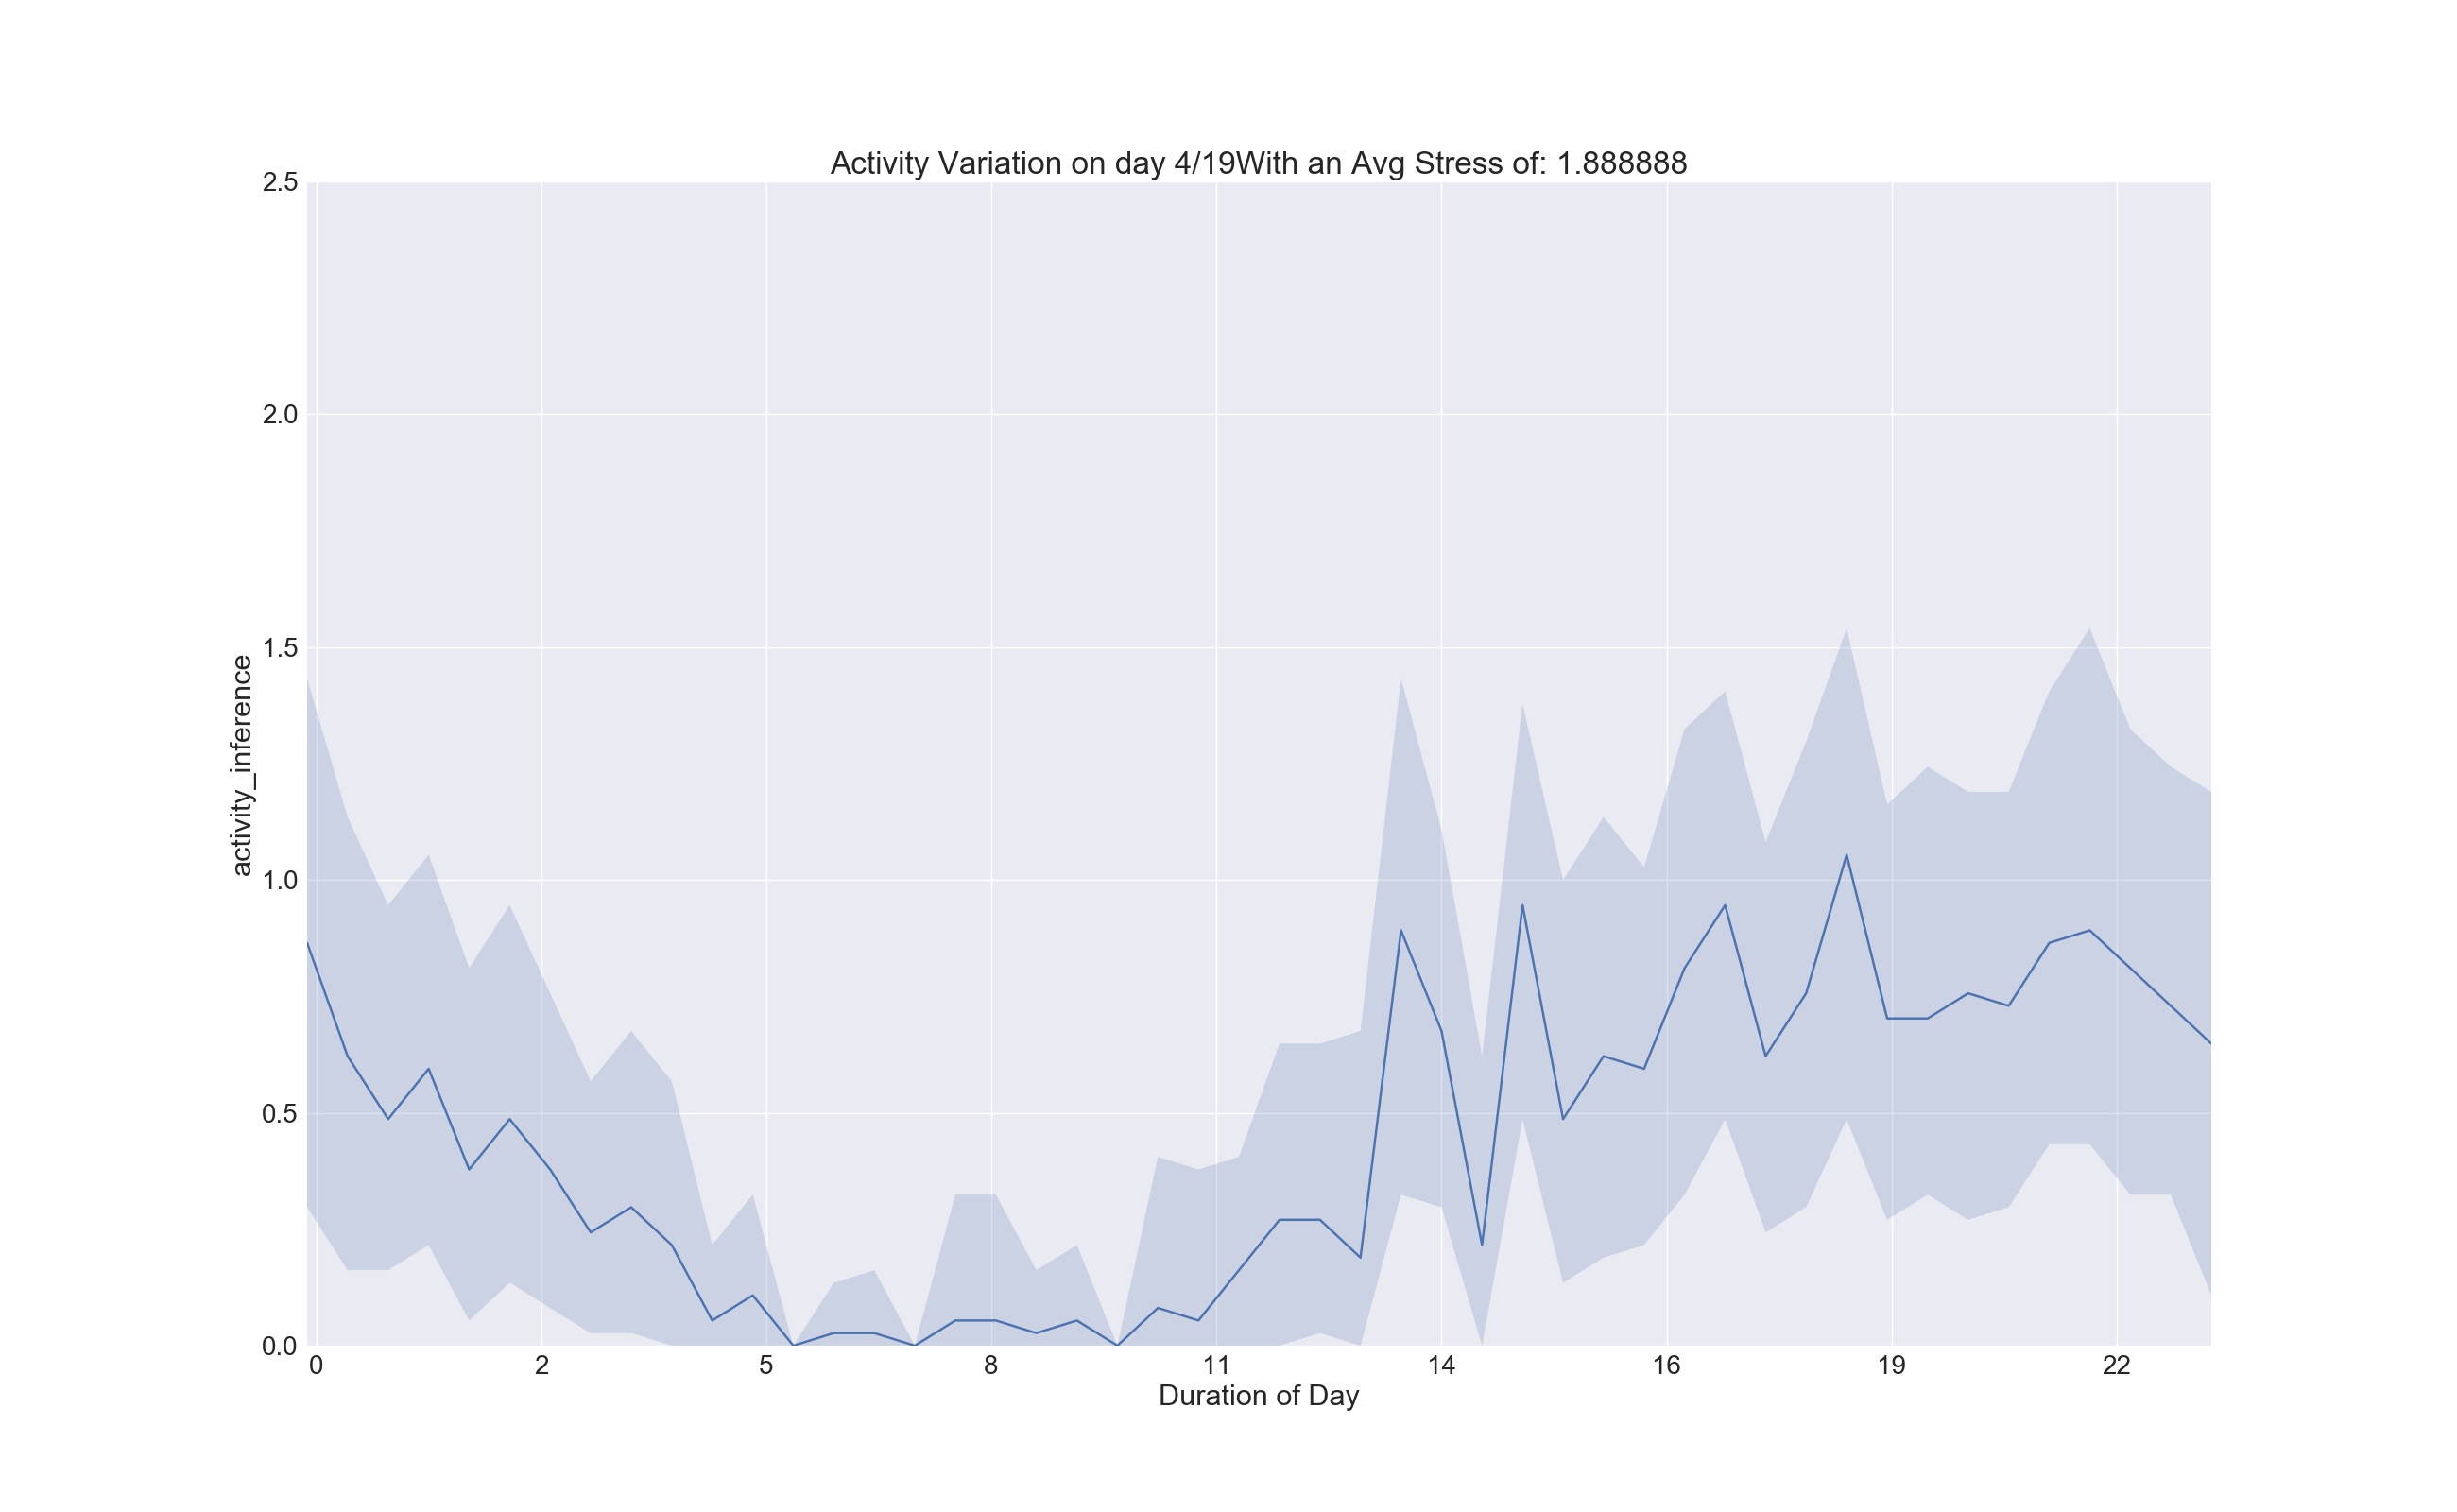 Activity Variation on day 4/19With an Avg Stress of: 1.888888
2.5
2.0
1.5
1.0
0.5
0.0
activity_inference
0 2 5 8 11 14 16 19 22
Duration of Day